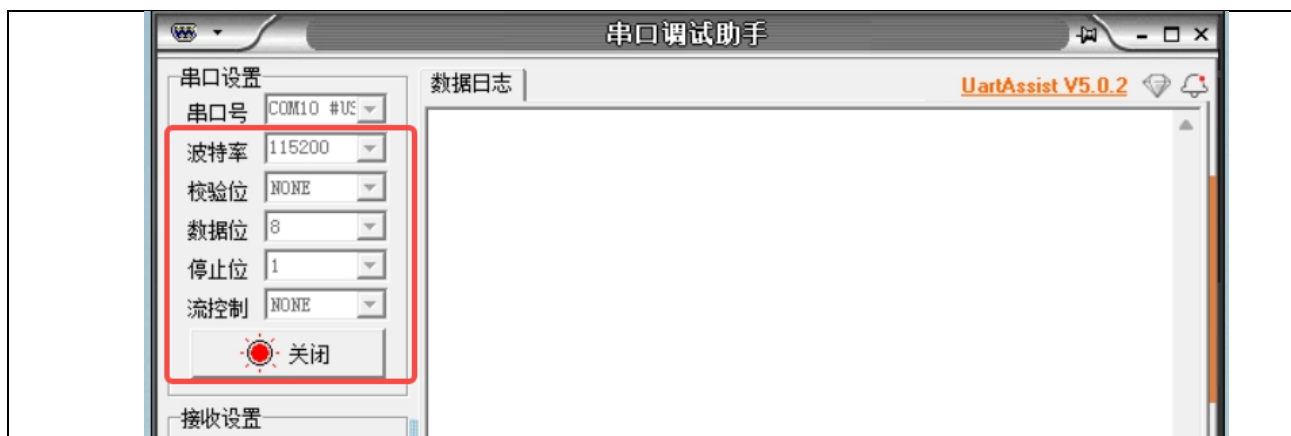 串口调试助手
串口设置
数据日志
UartAssist V5.0.2
串口号 COM10 #US
波特率 115200
校验位 NONE
数据位 8
停止位 1
流控制 NONE
关闭
接收设置